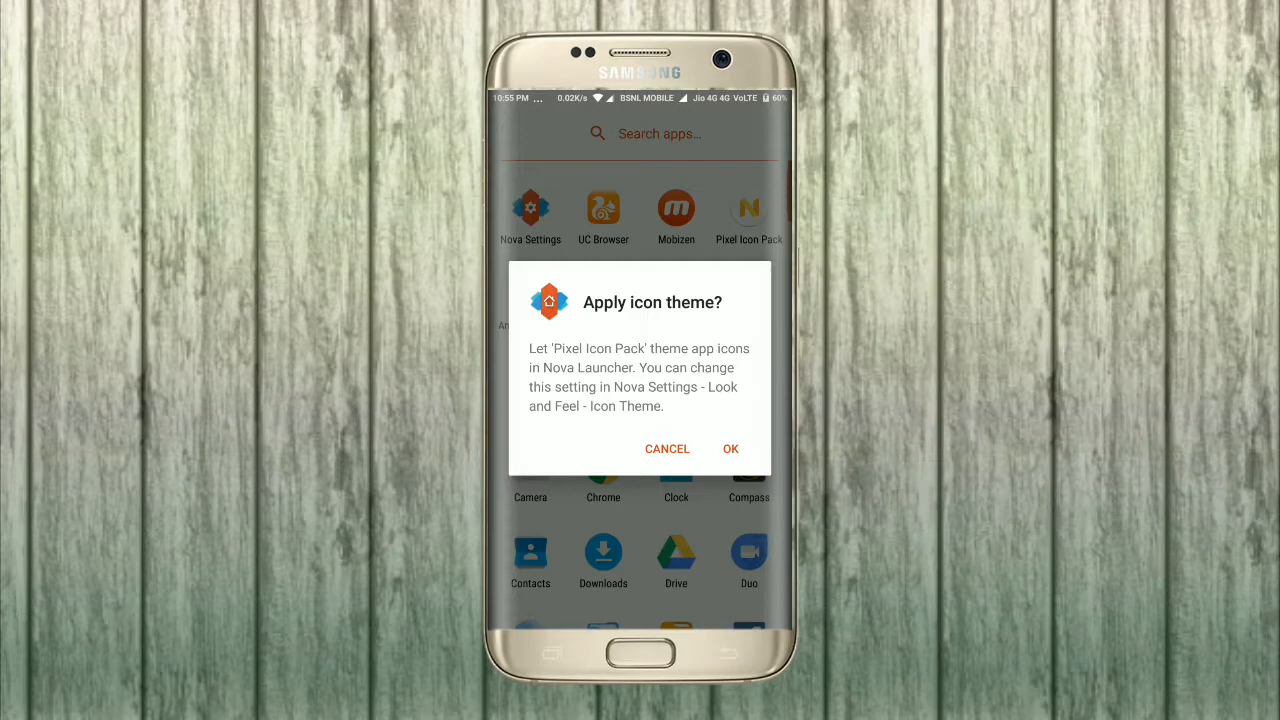 SAMSUNG
10:55 PM ... 0.02K/s BSNL MOBILE Jio 4G 4G VoLTE 60%
Search apps...
Nova Settings UC Browser Mobizen Pixel Icon Pack
Apply icon theme?
Let 'Pixel Icon Pack' theme app icons
in Nova Launcher. You can change
this setting in Nova Settings - Look
and Feel - Icon Theme.
CANCEL OK
Camera Chrome Clock Compass
Contacts Downloads Drive Duo